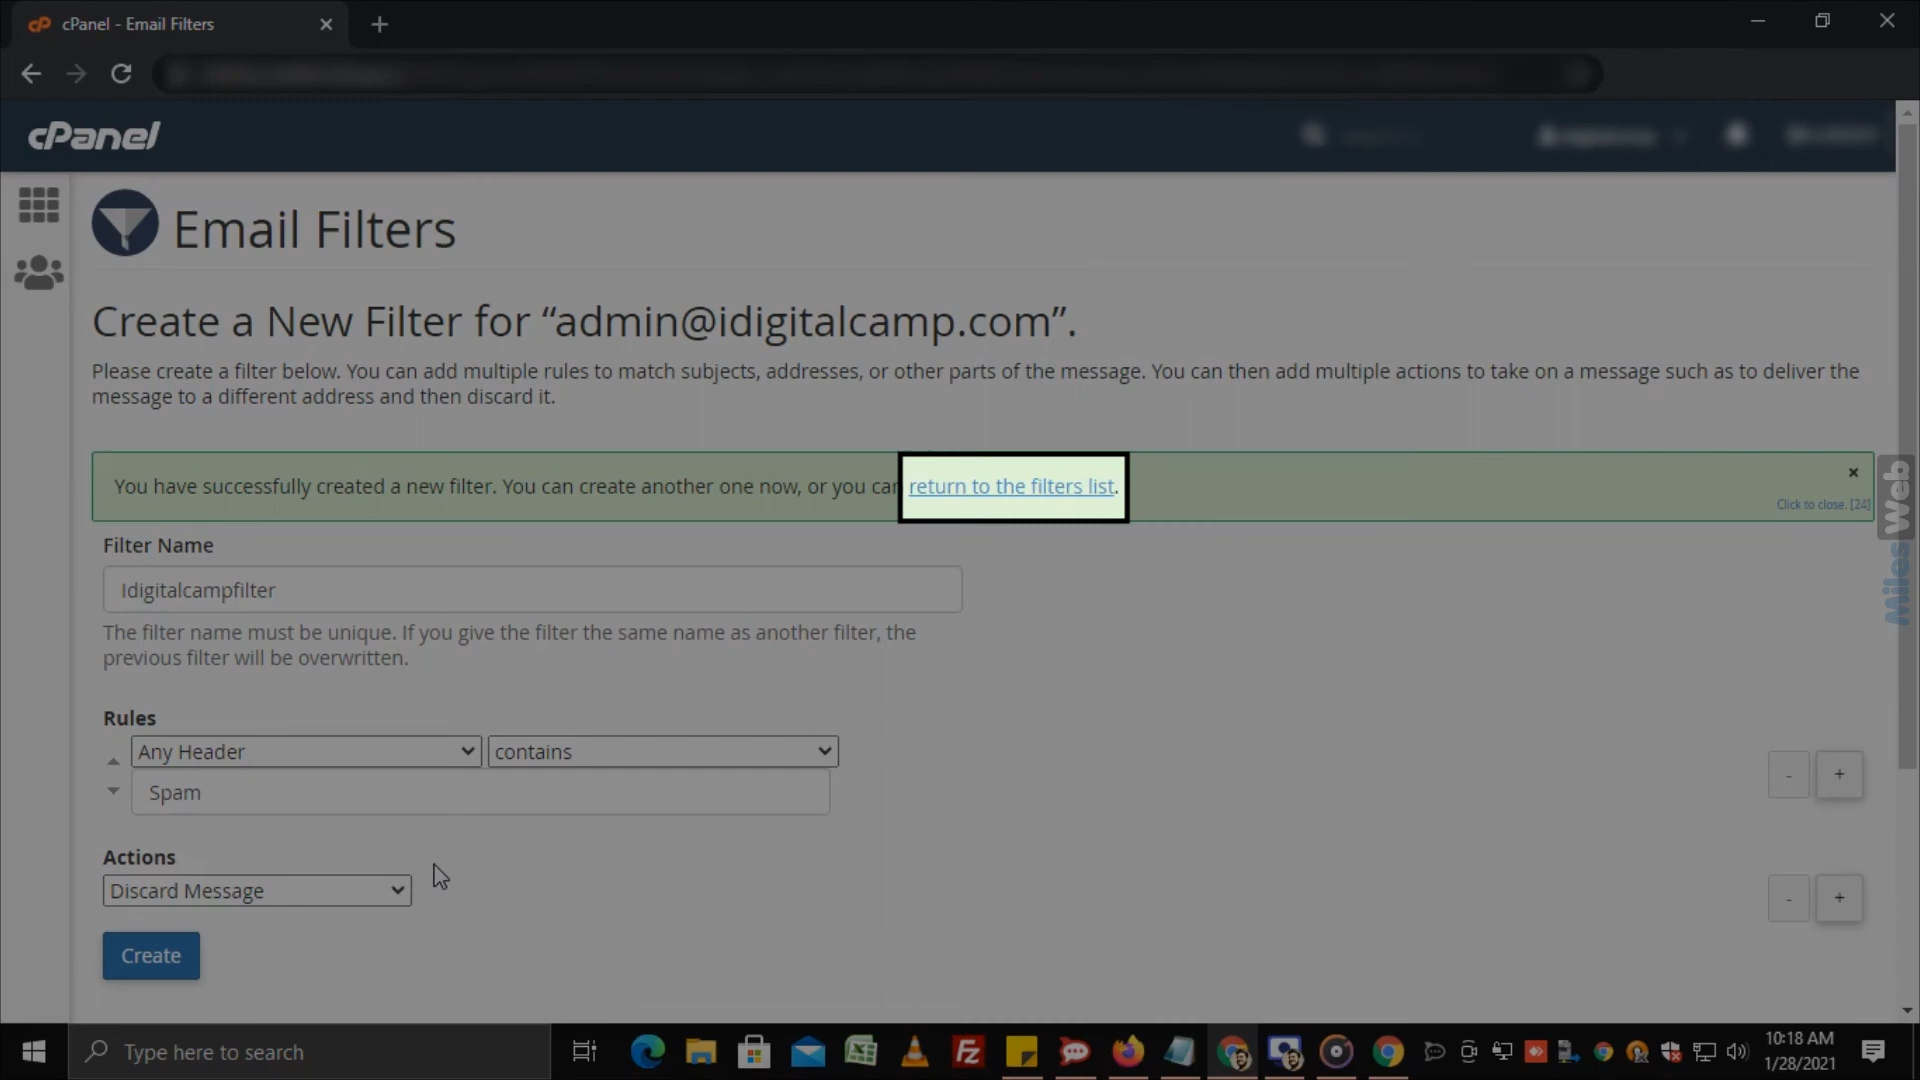 cPanel - Email Filters
cPanel
Email Filters
Create a New Filter for “admin@idigitalcamp.com”.
Please create a filter below. You can add multiple rules to match subjects, addresses, or other parts of the message. You can then add multiple actions to take on a message such as to deliver the
message to a different address and then discard it.
You have successfully created a new filter. You can create another one now, or you can return to the filters list.
Click to close. [24]
MilesWeb
Filter Name
Idigitalcampfilter
The filter name must be unique. If you give the filter the same name as another filter, the
previous filter will be overwritten.
Rules
Any Header contains
Spam
- +
Actions
Discard Message
- +
Create
Type here to search
10:18 AM
1/28/2021